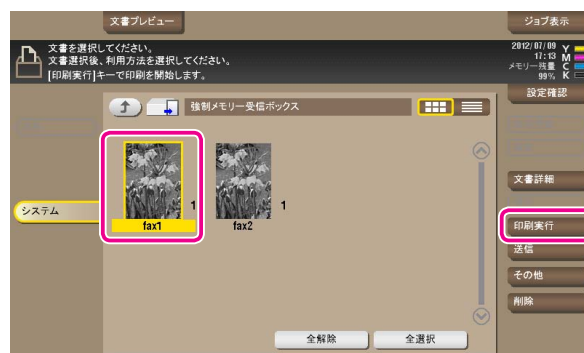 文書プレビュー
ジョブ表示
文書を選択してください。
文書選択後、利用方法を選択してください。
[印刷実行]キーで印刷を開始します。
2012/07/09
17:13
メモリー残量
99%
Y
M
C
K
設定確認
強制メモリー受信ボックス
文書詳細
システム
1
1
fax1
fax2
印刷実行
送信
その他
削除
全解除
全選択